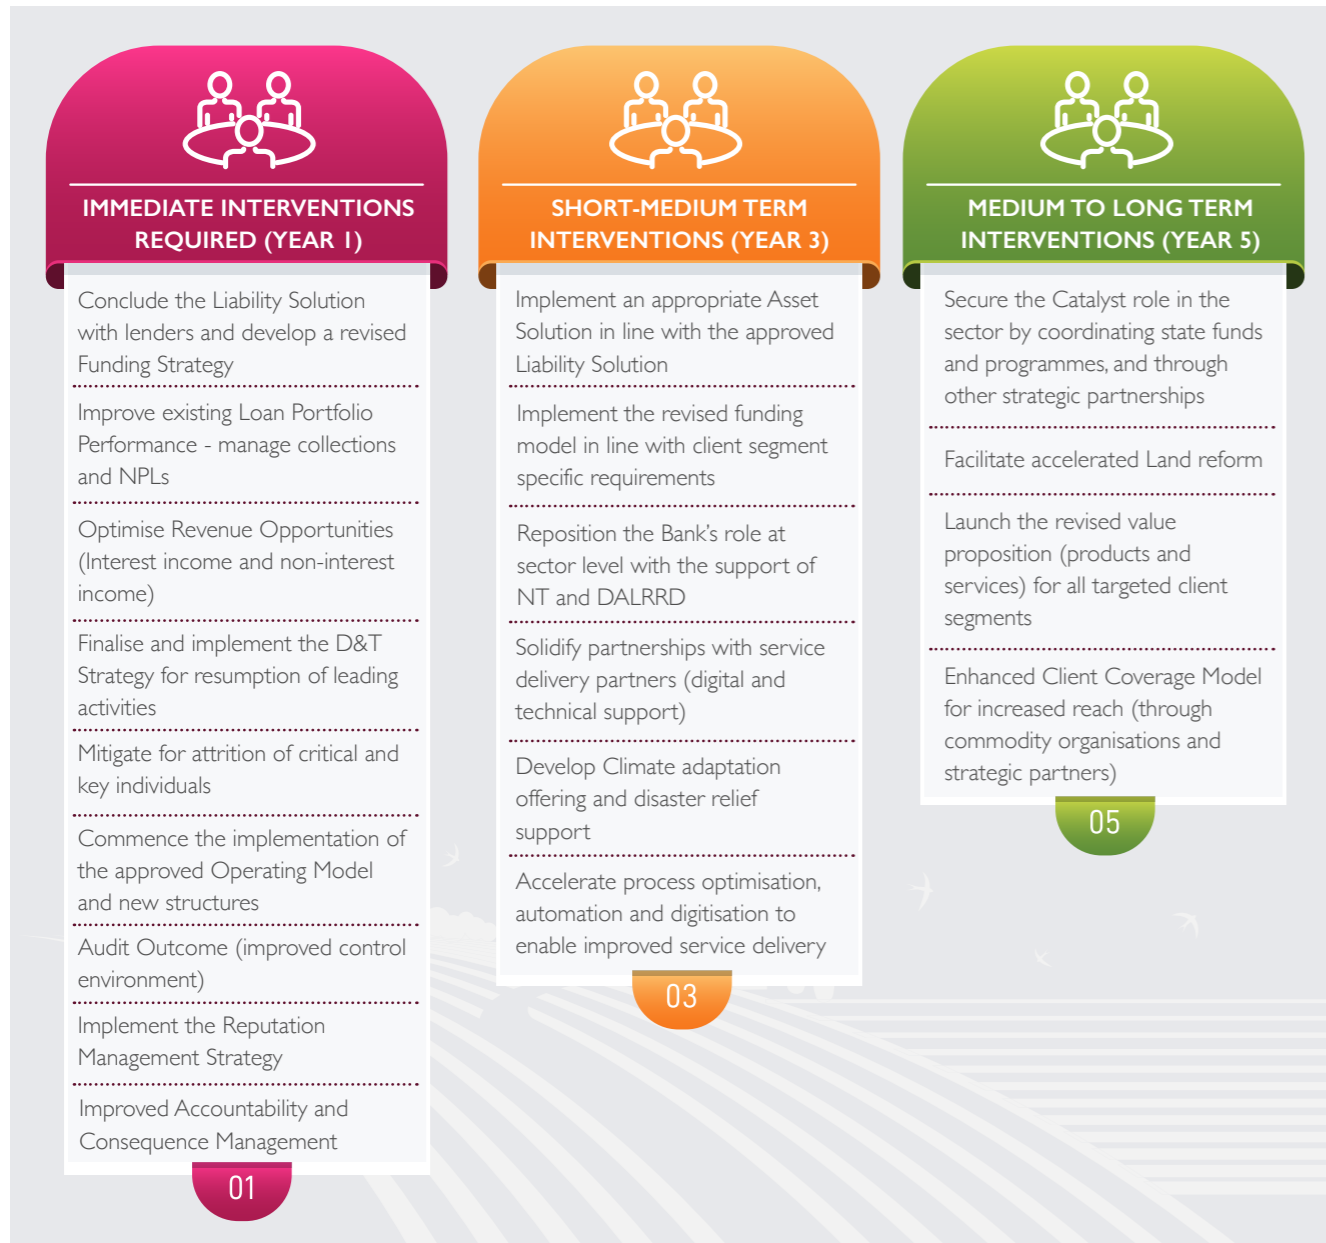 IMMEDIATE INTERVENTIONS
REQUIRED (YEAR 1)
Conclude the Liability Solution
with lenders and develop a revised
Funding Strategy
Improve existing Loan Portfolio
Performance - manage collections
and NPLs
Optimise Revenue Opportunities
(Interest income and non-interest
income)
Finalise and implement the D&T
Strategy for resumption of leading
activities
Mitigate for attrition of critical and
key individuals
Commence the implementation of
the approved Operating Model
and new structures
Audit Outcome (improved control
environment)
Implement the Reputation
Management Strategy
Improved Accountability and
Consequence Management
01
SHORT-MEDIUM TERM
INTERVENTIONS (YEAR 3)
Implement an appropriate Asset
Solution in line with the approved
Liability Solution
Implement the revised funding
model in line with client segment
specific requirements
Reposition the Bank's role at
sector level with the support of
NT and DALRRD
Solidify partnerships with service
delivery partners (digital and
technical support)
Develop Climate adaptation
offering and disaster relief
support
Accelerate process optimisation,
automation and digitisation to
enable improved service delivery
03
MEDIUM TO LONG TERM
INTERVENTIONS (YEAR 5)
Secure the Catalyst role in the
sector by coordinating state funds
and programmes, and through
other strategic partnerships
Facilitate accelerated Land reform
Launch the revised value
proposition (products and
services) for all targeted client
segments
Enhanced Client Coverage Model
for increased reach (through
commodity organisations and
strategic partners)
05